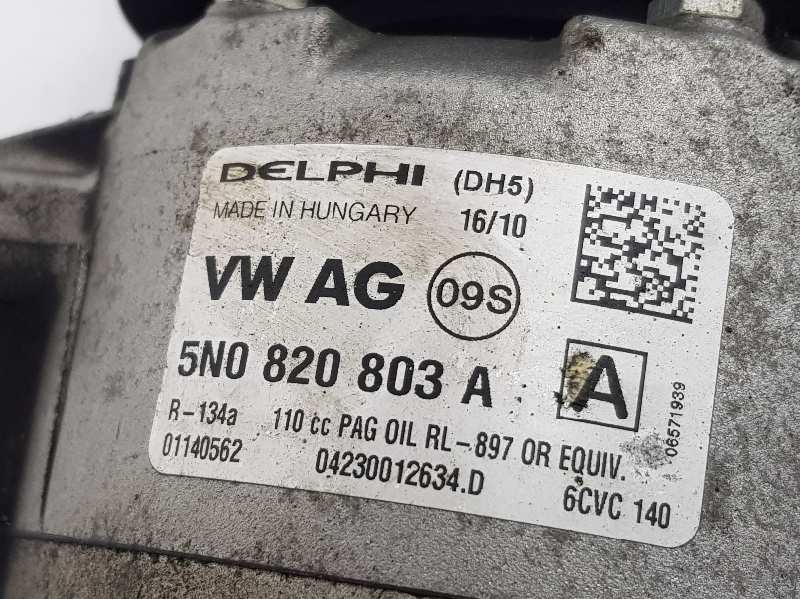 DELPHI (DH5)
MADE IN HUNGARY 16/10
VW AG 09S
5N0 820 803 A A
R-134a 110 cc PAG OIL RL-897 OR EQUIV.
01140562 04230012634.D 6CVC 140
06571939